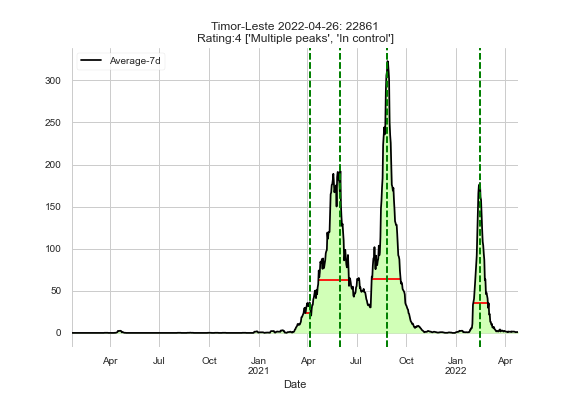 Timor-Leste 2022-04-26: 22861
Rating:4 ['Multiple peaks', 'In control']
Average-7d
300
250
200
150
100
50
0
Apr Jul Oct Jan Apr Jul Oct Jan Apr
2021 2022
Date